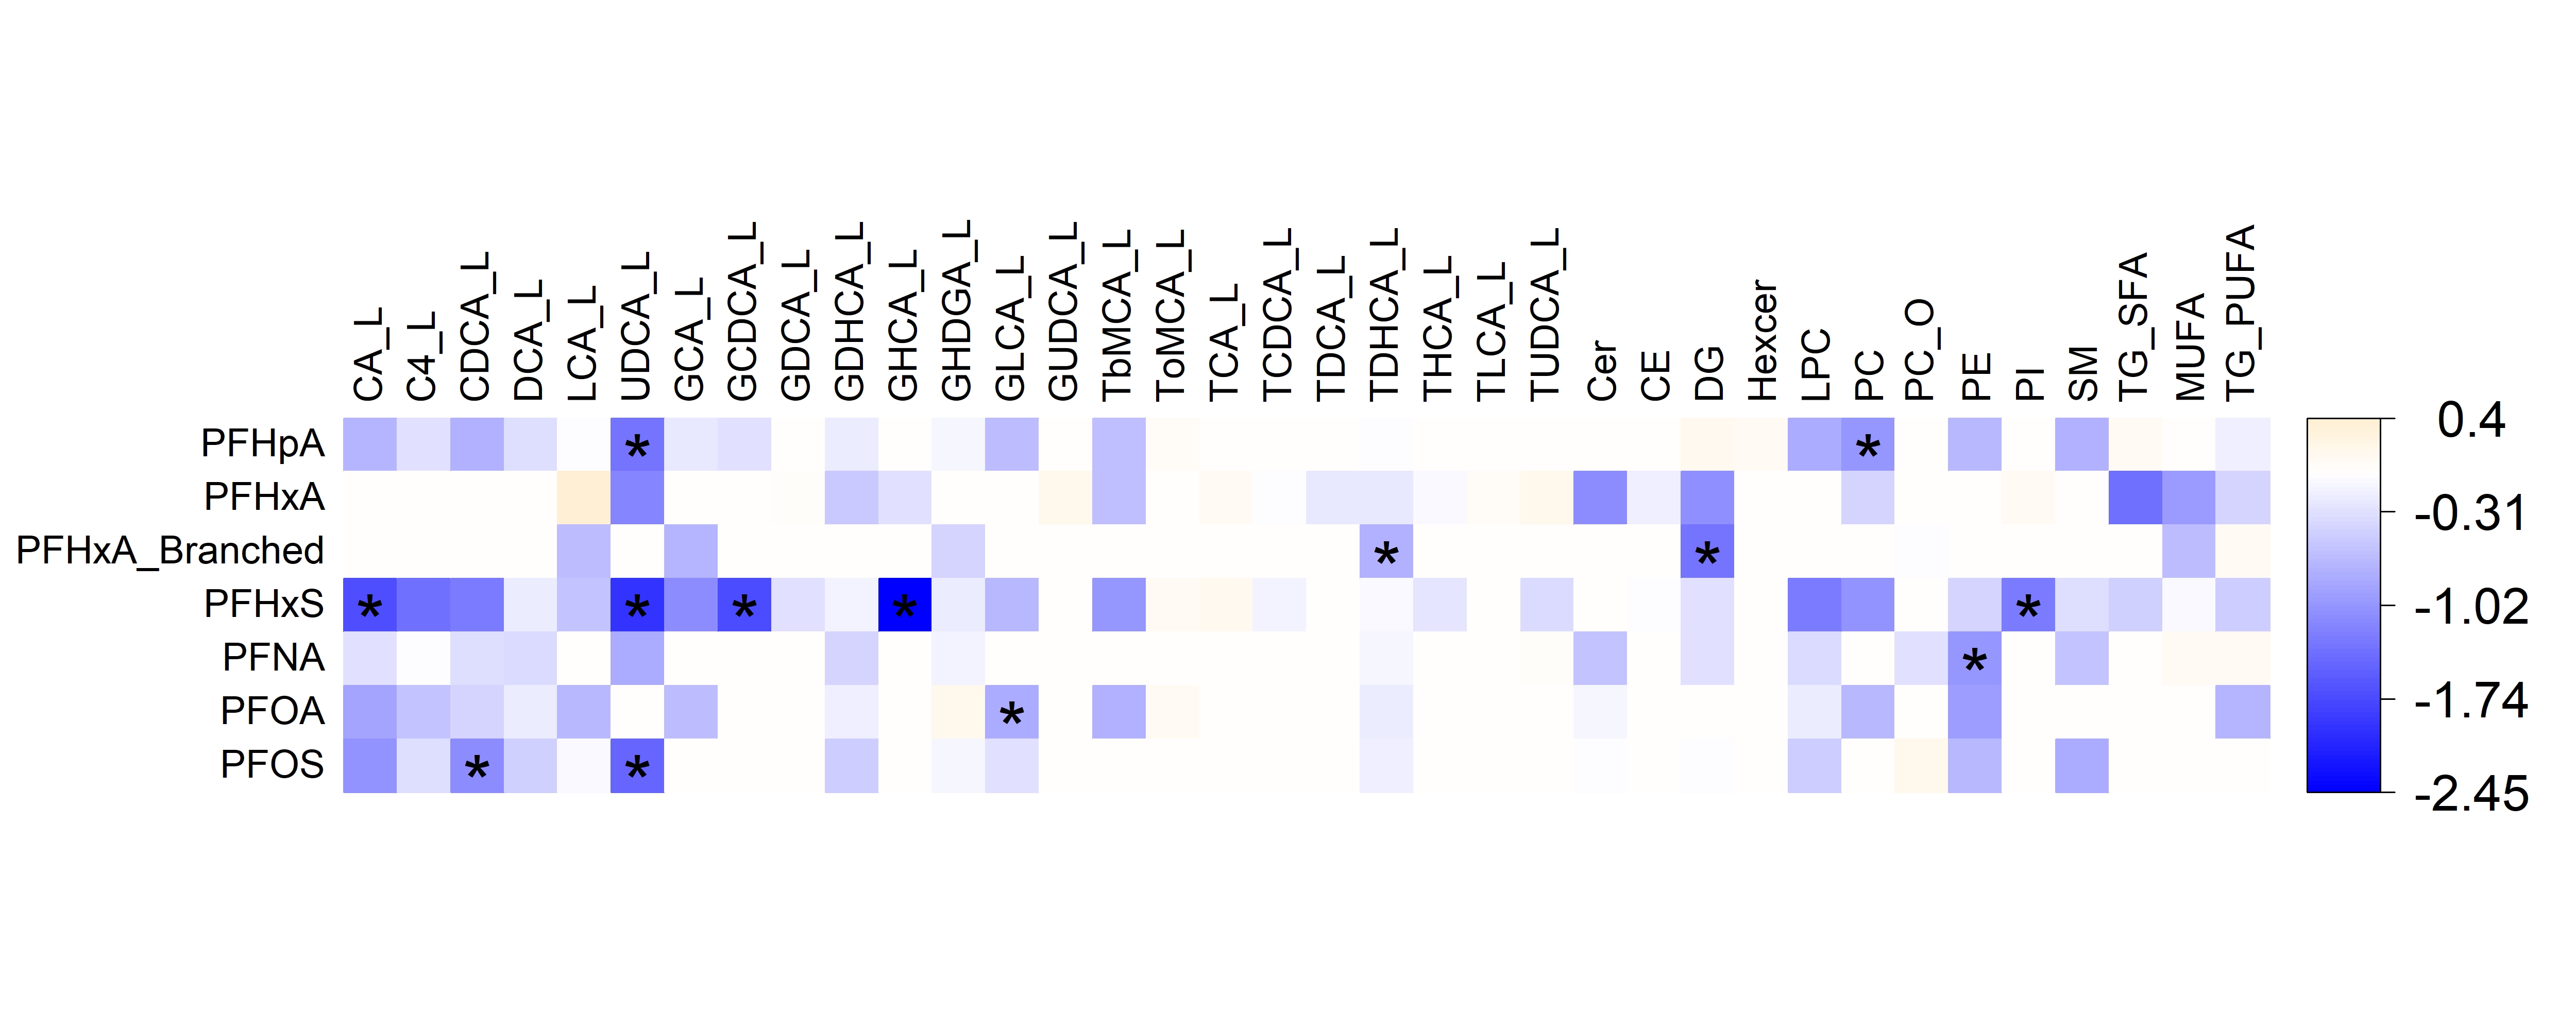 CA_L
C4_L
CDCA_L
DCA_L
LCA_L
UDCA_L
GCA_L
GCDCA_L
GDCA_L
GDHCA_L
GHCA_L
GHDGA_L
GLCA_L
GUDCA_L
TbMCA_L
ToMCA_L
TCA_L
TCDCA_L
TDCA_L
TDHCA_L
THCA_L
TLCA_L
TUDCA_L
Cer
CE
DG
Hexcer
LPC
PC
PC_O
PE
PI
SM
TG_SFA
MUFA
TG_PUFA
PFHpA * *
PFHxA
PFHxA_Branched * *
PFHxS * * * * *
PFNA *
PFOA *
PFOS * *
0.4
-0.31
-1.02
-1.74
-2.45